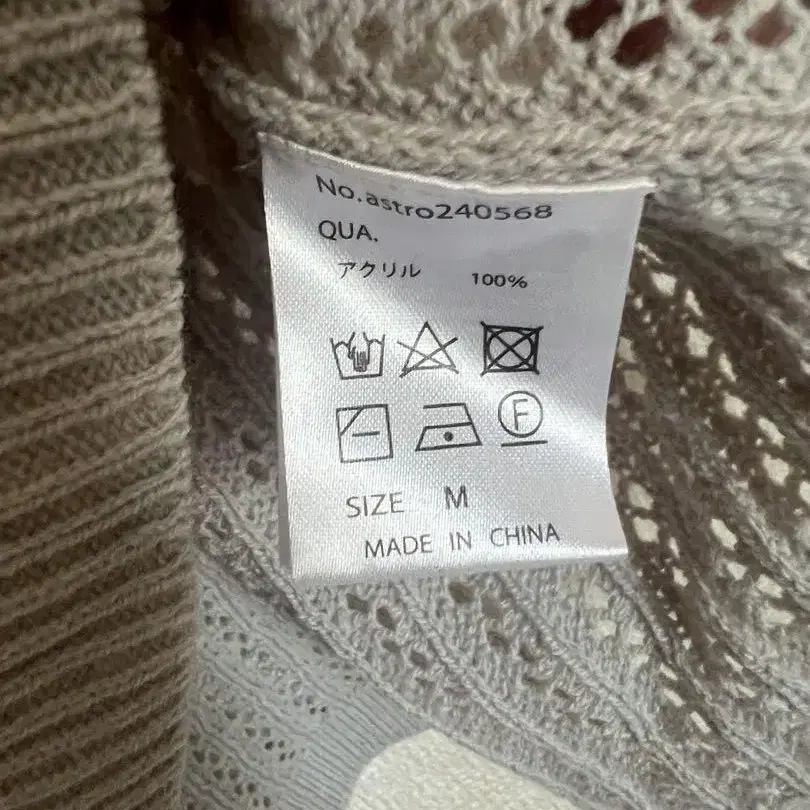 No.astro240568
QUA.
アクリル 100%
F
SIZE M
MADE IN CHINA